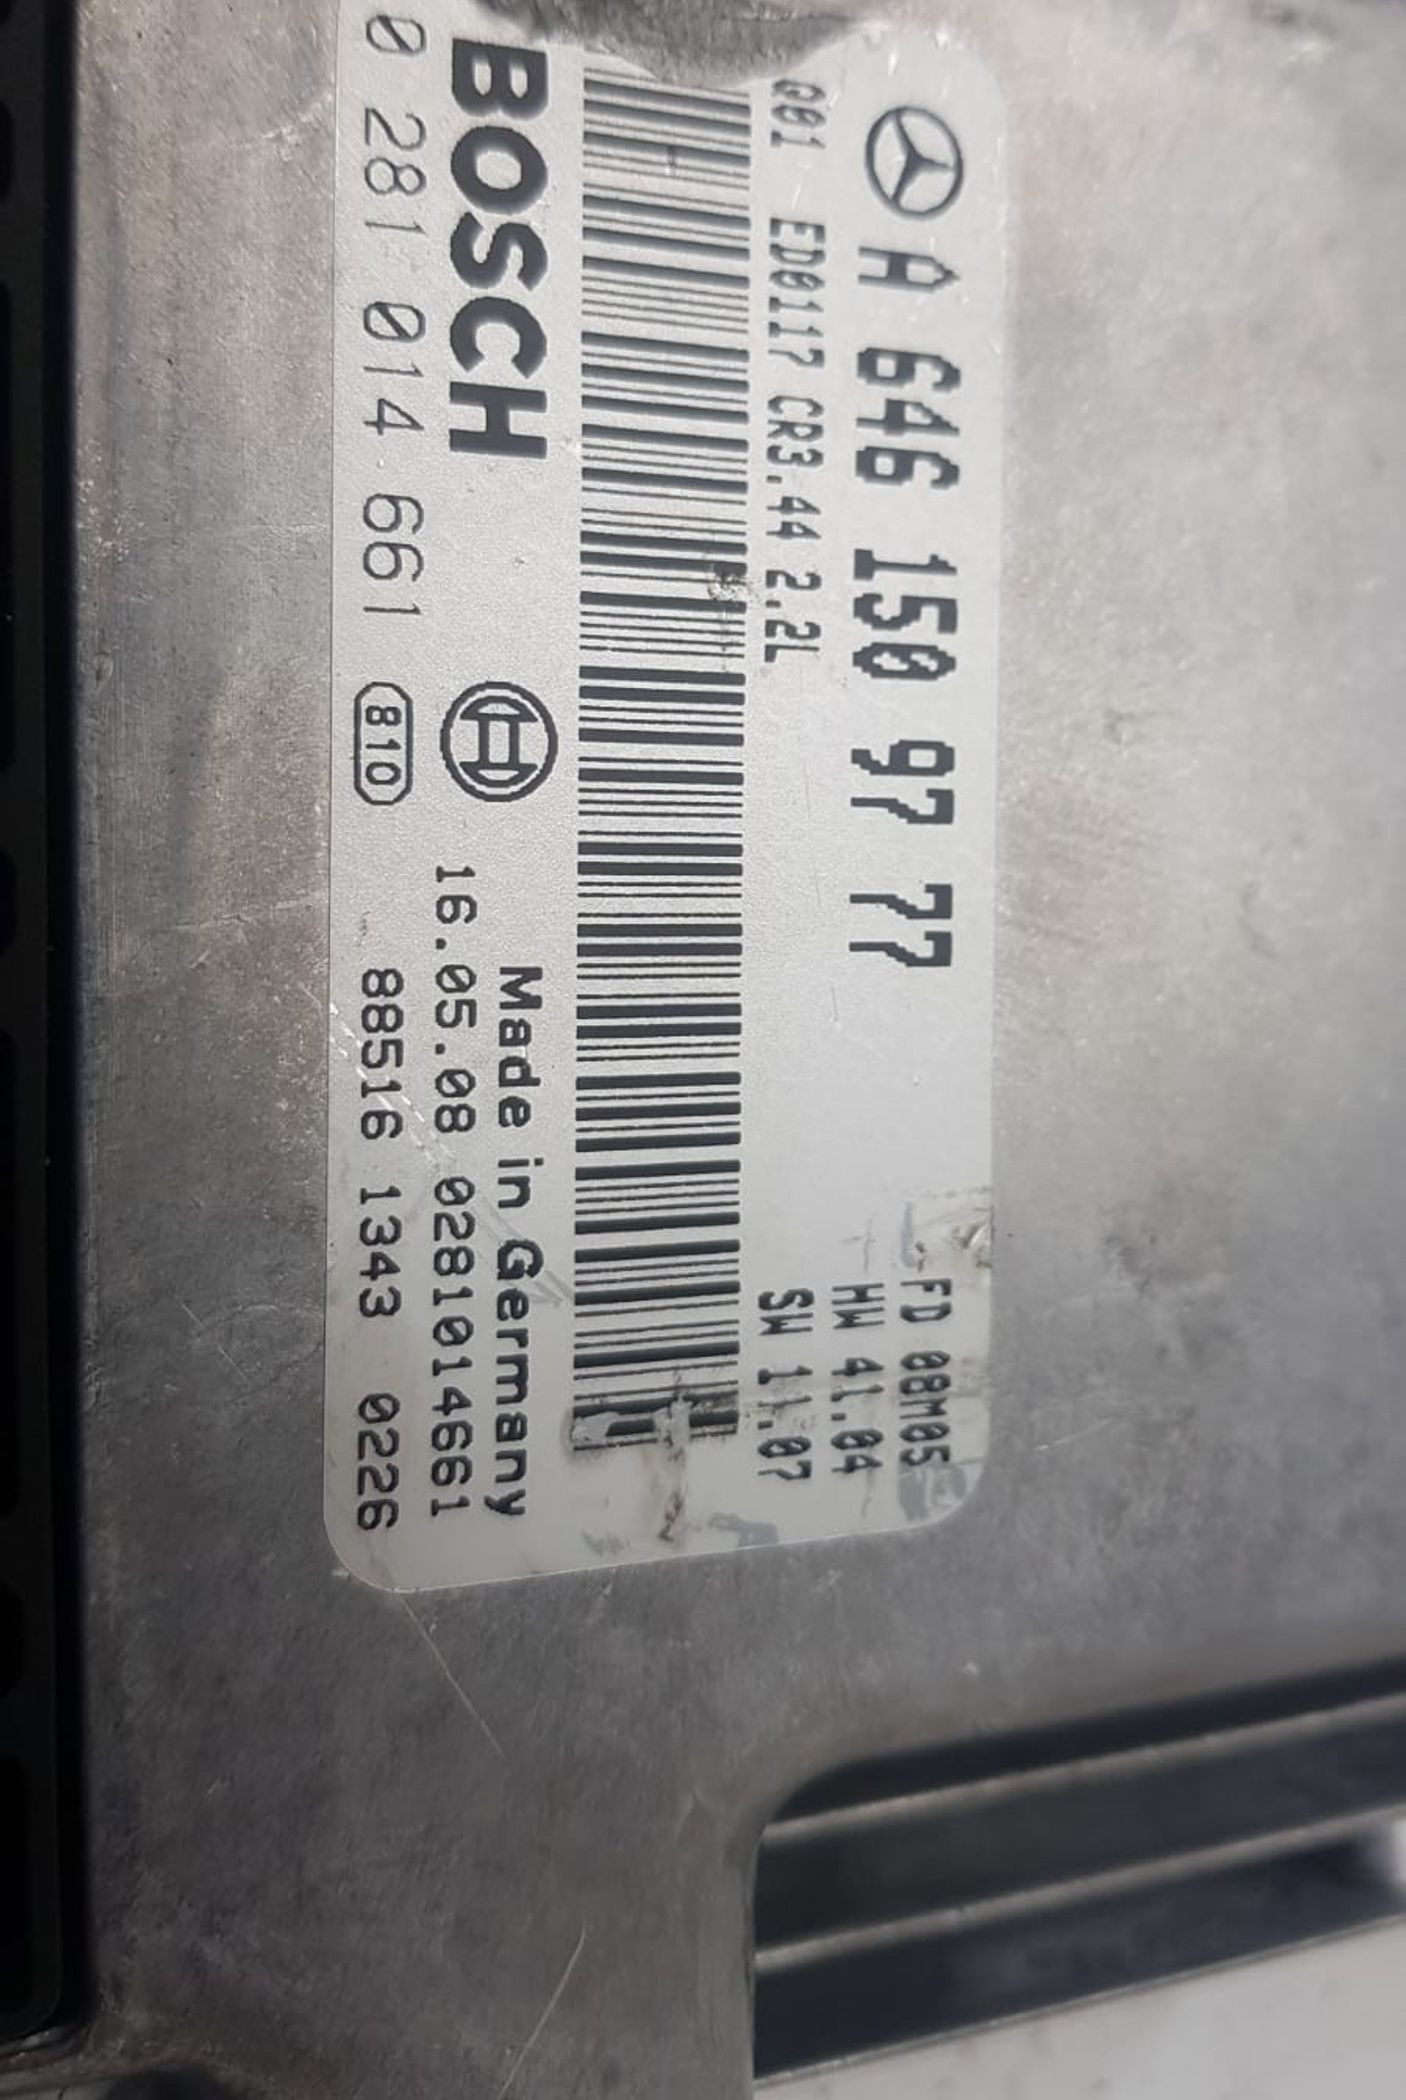 A 646 150 97 77
FD 08M05
HW 41.04
001 ED0117 CR3.44 2.2L
SW 11.07
BOSCH
Made in Germany
16.05.08 0281014661
0 281 014 661
810
88516 1343 0226